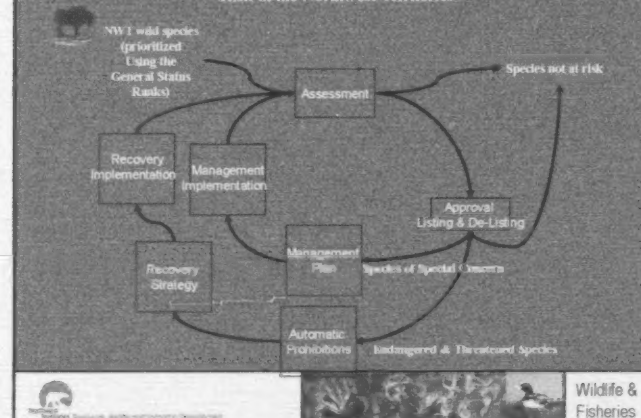 NWT wild species
(prioritized
Using the
General Status
Ranks)
Species not at risk
Assessment
Recovery
Implementation
Management
Implementation
Approval
Listing & De-Listing
Management
Plan
Species of Special Concern
Recovery
Strategy
Automatic
Prohibitions
Endangered & Threatened Species
Wildlife &
Fisheries